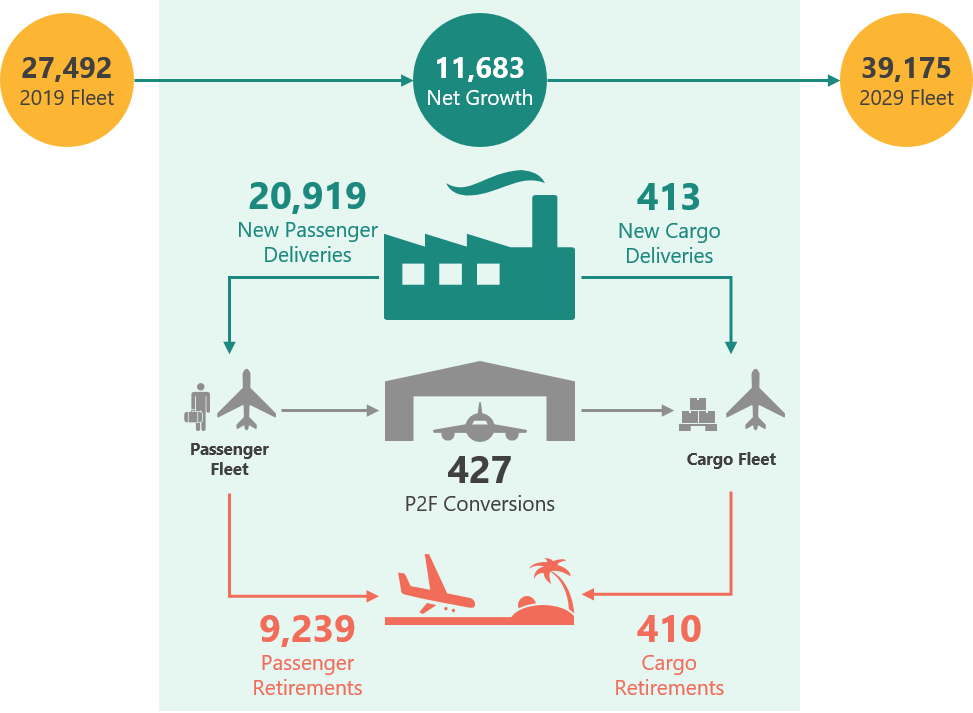 27,492
2019 Fleet
11,683
Net Growth
39,175
2029 Fleet
20,919
New Passenger
Deliveries
413
New Cargo
Deliveries
Passenger
Fleet
427
P2F Conversions
Cargo Fleet
9,239
Passenger
Retirements
410
Cargo
Retirements